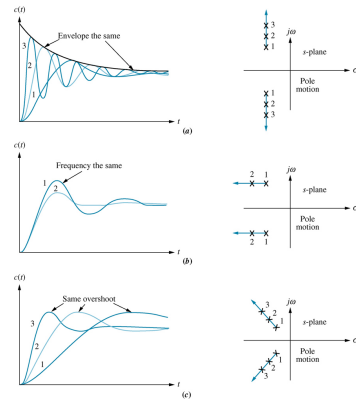 c(t)
Envelope the same
3
2
1
t
jω
3
2
1
s-plane
σ
1
2
3
Pole
motion
(a)
c(t)
Frequency the same
1
2
t
jω
2 1
s-plane
σ
2 1
Pole
motion
(b)
c(t)
Same overshoot
3
2
1
t
jω
3
2
1
s-plane
σ
1
2
3
Pole
motion
(c)